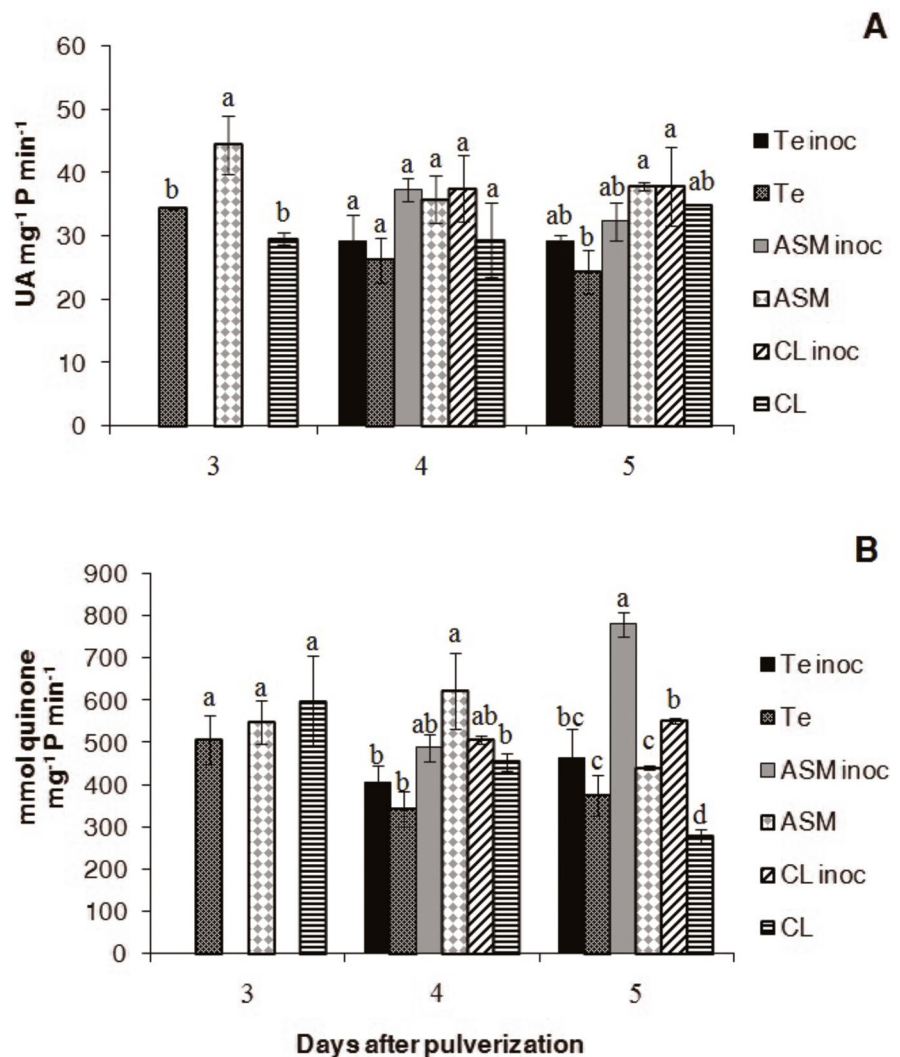 A
60
50
40
30
20
10
0
UA mg⁻¹ P min⁻¹
a
b
b
a
a
a
a
a
a
ab
b
ab
a
a
ab
3
4
5
Te inoc
Te
ASM inoc
ASM
CL inoc
CL
B
900
800
700
600
500
400
300
200
100
0
mmol quinone
mg⁻¹ P min⁻¹
a
a
a
b
b
ab
a
ab
b
bc
c
a
c
b
d
3
4
5
Te inoc
Te
ASM inoc
ASM
CL inoc
CL
Days after pulverization